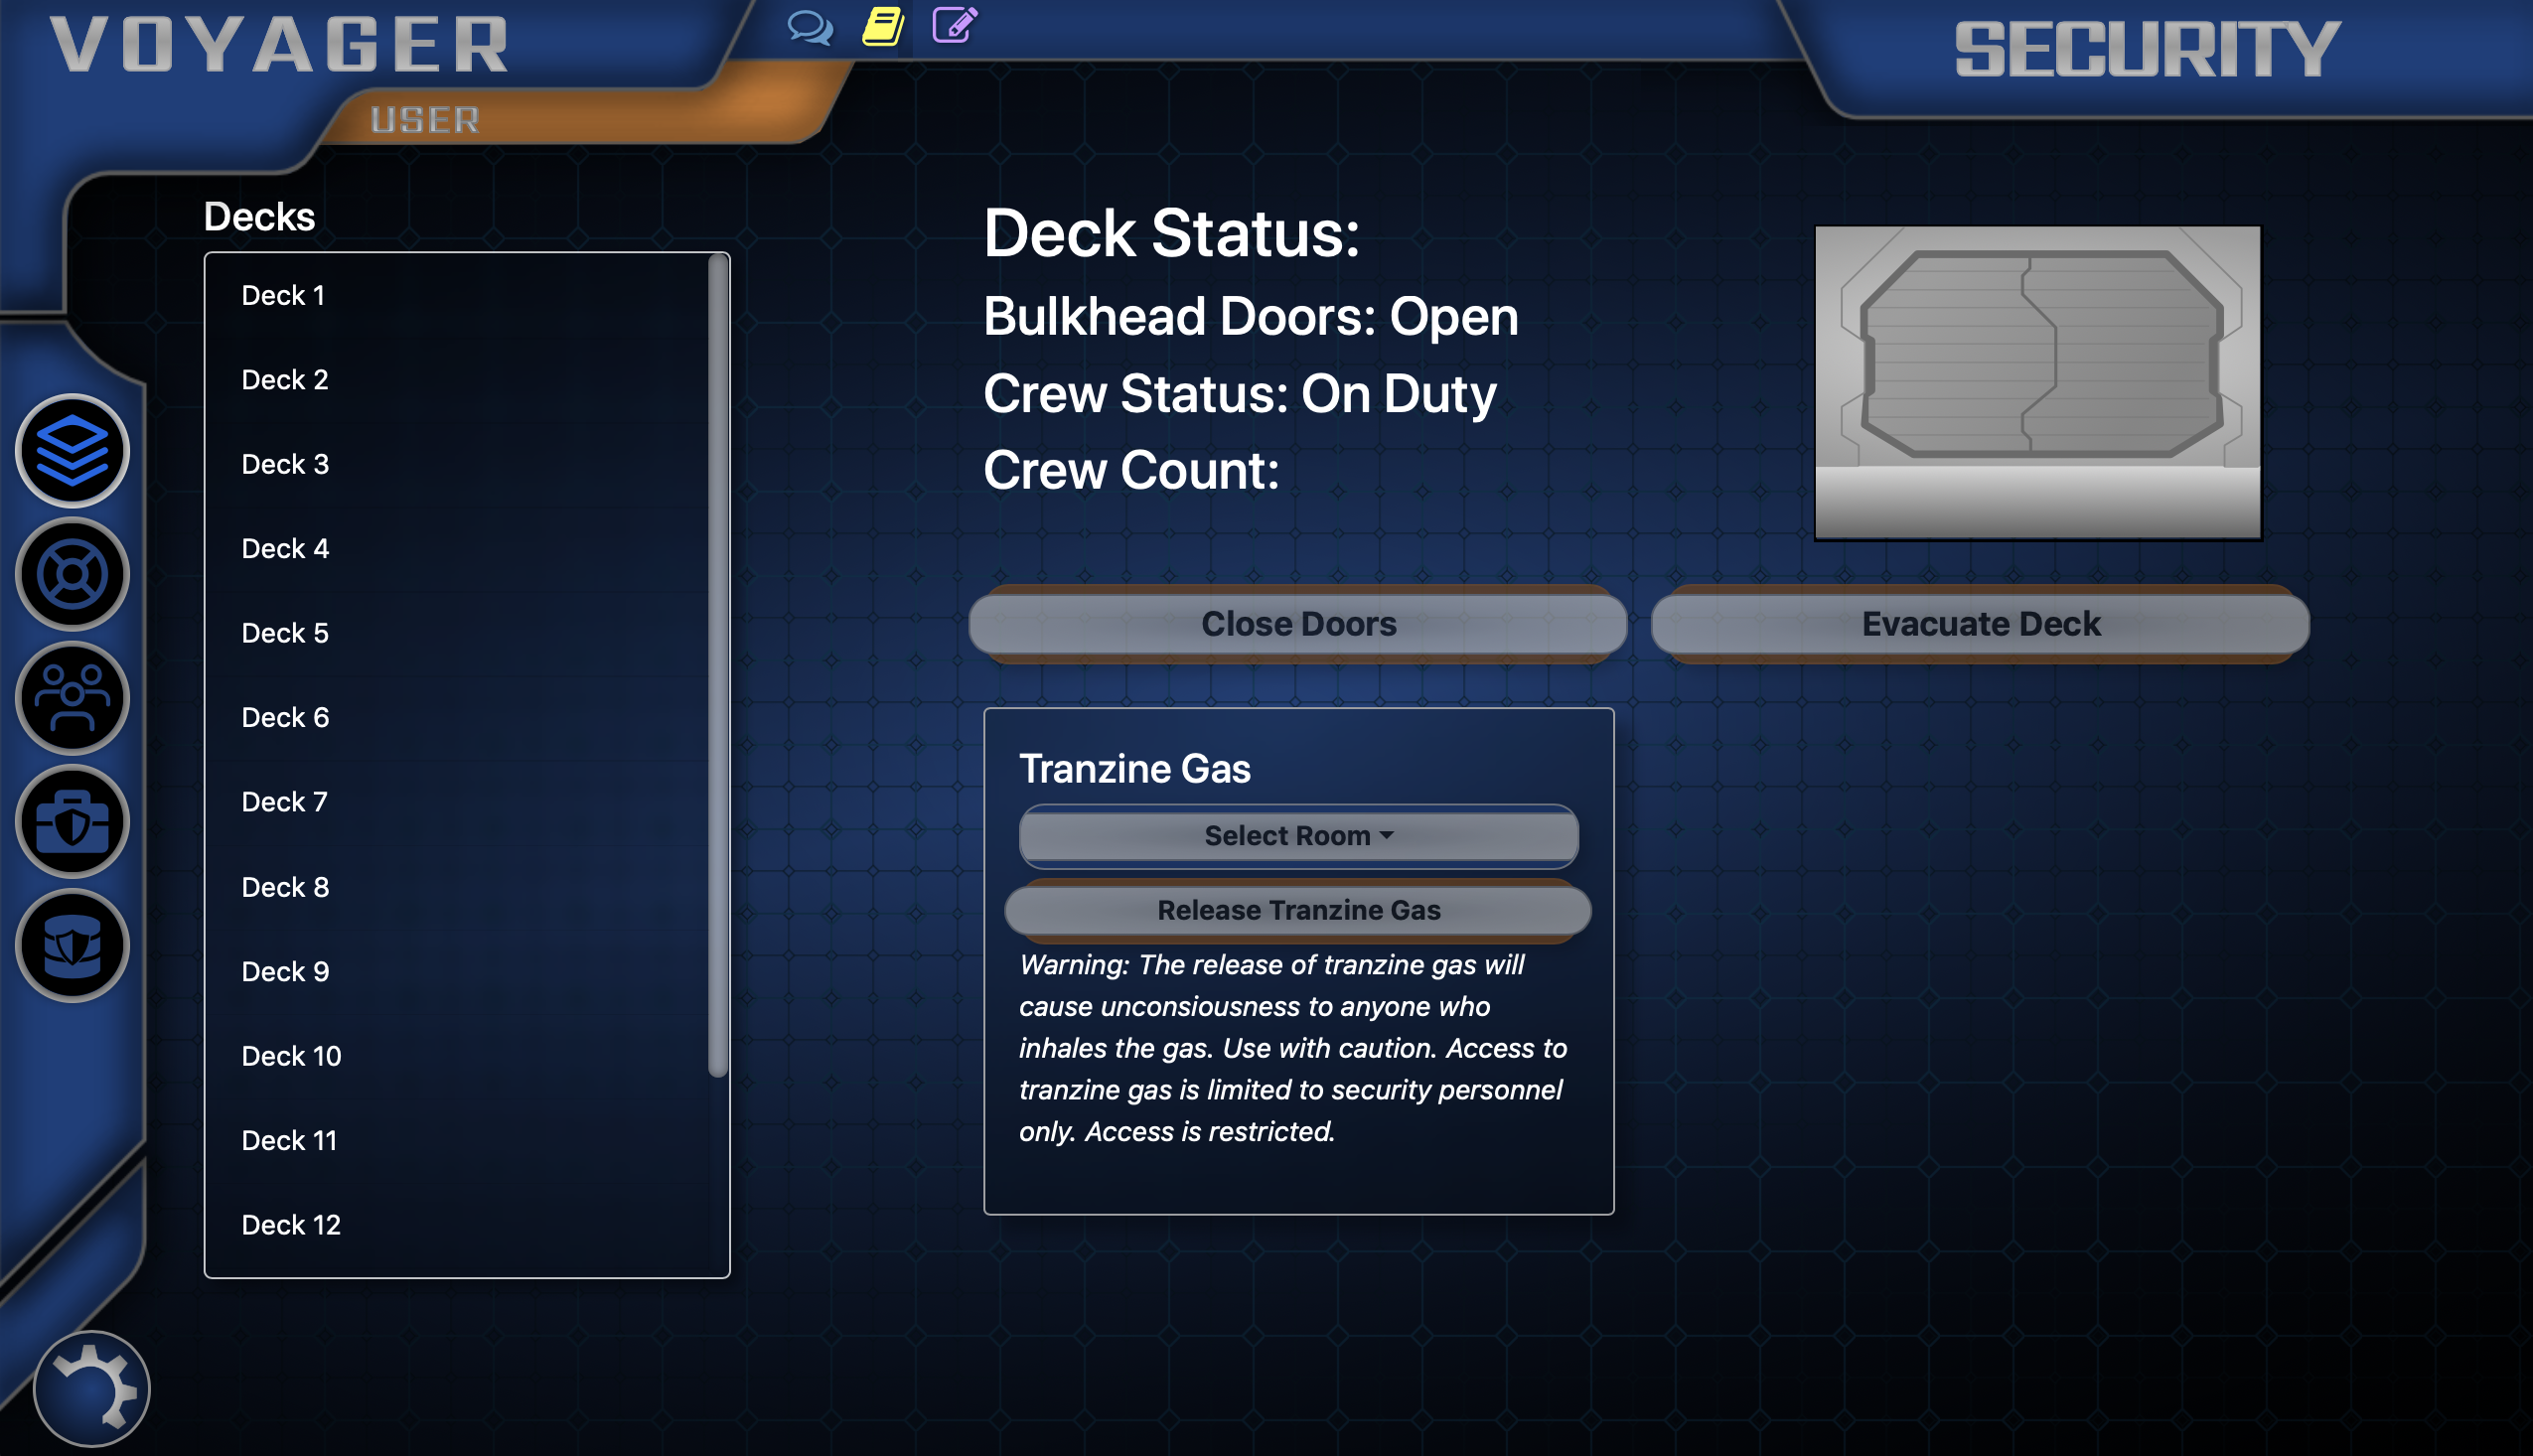 VOYAGER
SECURITY
USER
Decks
Deck 1
Deck 2
Deck 3
Deck 4
Deck 5
Deck 6
Deck 7
Deck 8
Deck 9
Deck 10
Deck 11
Deck 12
Deck Status:
Bulkhead Doors: Open
Crew Status: On Duty
Crew Count:
Close Doors
Evacuate Deck
Tranzine Gas
Select Room
Release Tranzine Gas
Warning: The release of tranzine gas will
cause unconsiousness to anyone who
inhales the gas. Use with caution. Access to
tranzine gas is limited to security personnel
only. Access is restricted.